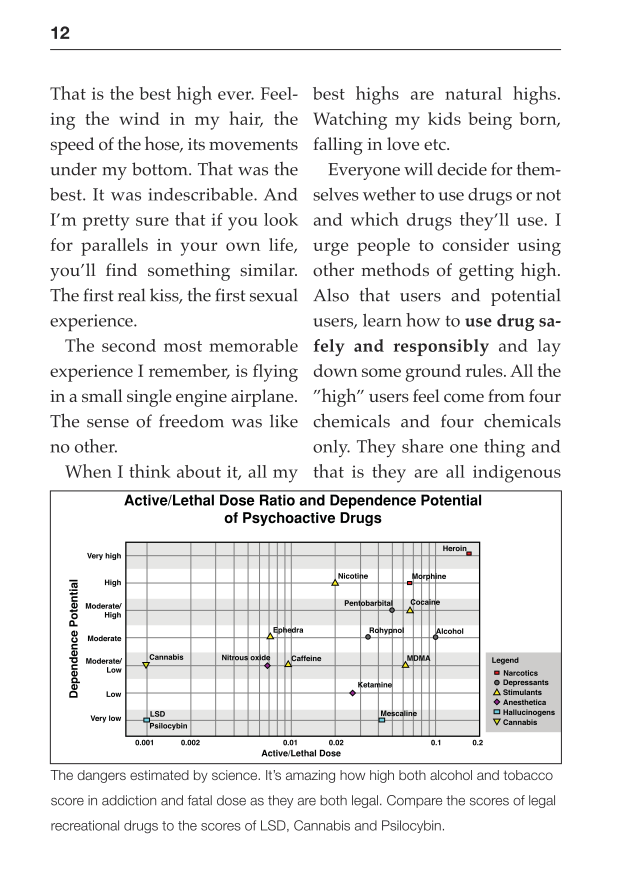 12
That is the best high ever. Feel-
ing the wind in my hair, the
speed of the hose, its movements
under my bottom. That was the
best. It was indescribable. And
I'm pretty sure that if you look
for parallels in your own life,
you'll find something similar.
The first real kiss, the first sexual
experience.
The second most memorable
experience I remember, is flying
in a small single engine airplane.
The sense of freedom was like
no other.
When I think about it, all my
best highs are natural highs.
Watching my kids being born,
falling in love etc.
Everyone will decide for them-
selves wether to use drugs or not
and which drugs they'll use. I
urge people to consider using
other methods of getting high.
Also that users and potential
users, learn how to use drug sa-
fely and responsibly and lay
down some ground rules. All the
"high" users feel come from four
chemicals and four chemicals
only. They share one thing and
that is they are all indigenous
Active/Lethal Dose Ratio and Dependence Potential
of Psychoactive Drugs
Dependence Potential
Very high
High
Moderate/
High
Moderate
Moderate/
Low
Low
Very low
Heroin
Nicotine
Morphine
Pentobarbital
Cocaine
Ephedra
Rohypnol
Alcohol
Cannabis
Nitrous oxide
Caffeine
MDMA
Ketamine
LSD
Psilocybin
Mescaline
0.001
0.002
0.01
0.02
0.1
0.2
Active/Lethal Dose
Legend
Narcotics
Depressants
Stimulants
Anesthetica
Hallucinogens
Cannabis
The dangers estimated by science. It's amazing how high both alcohol and tobacco
score in addiction and fatal dose as they are both legal. Compare the scores of legal
recreational drugs to the scores of LSD, Cannabis and Psilocybin.